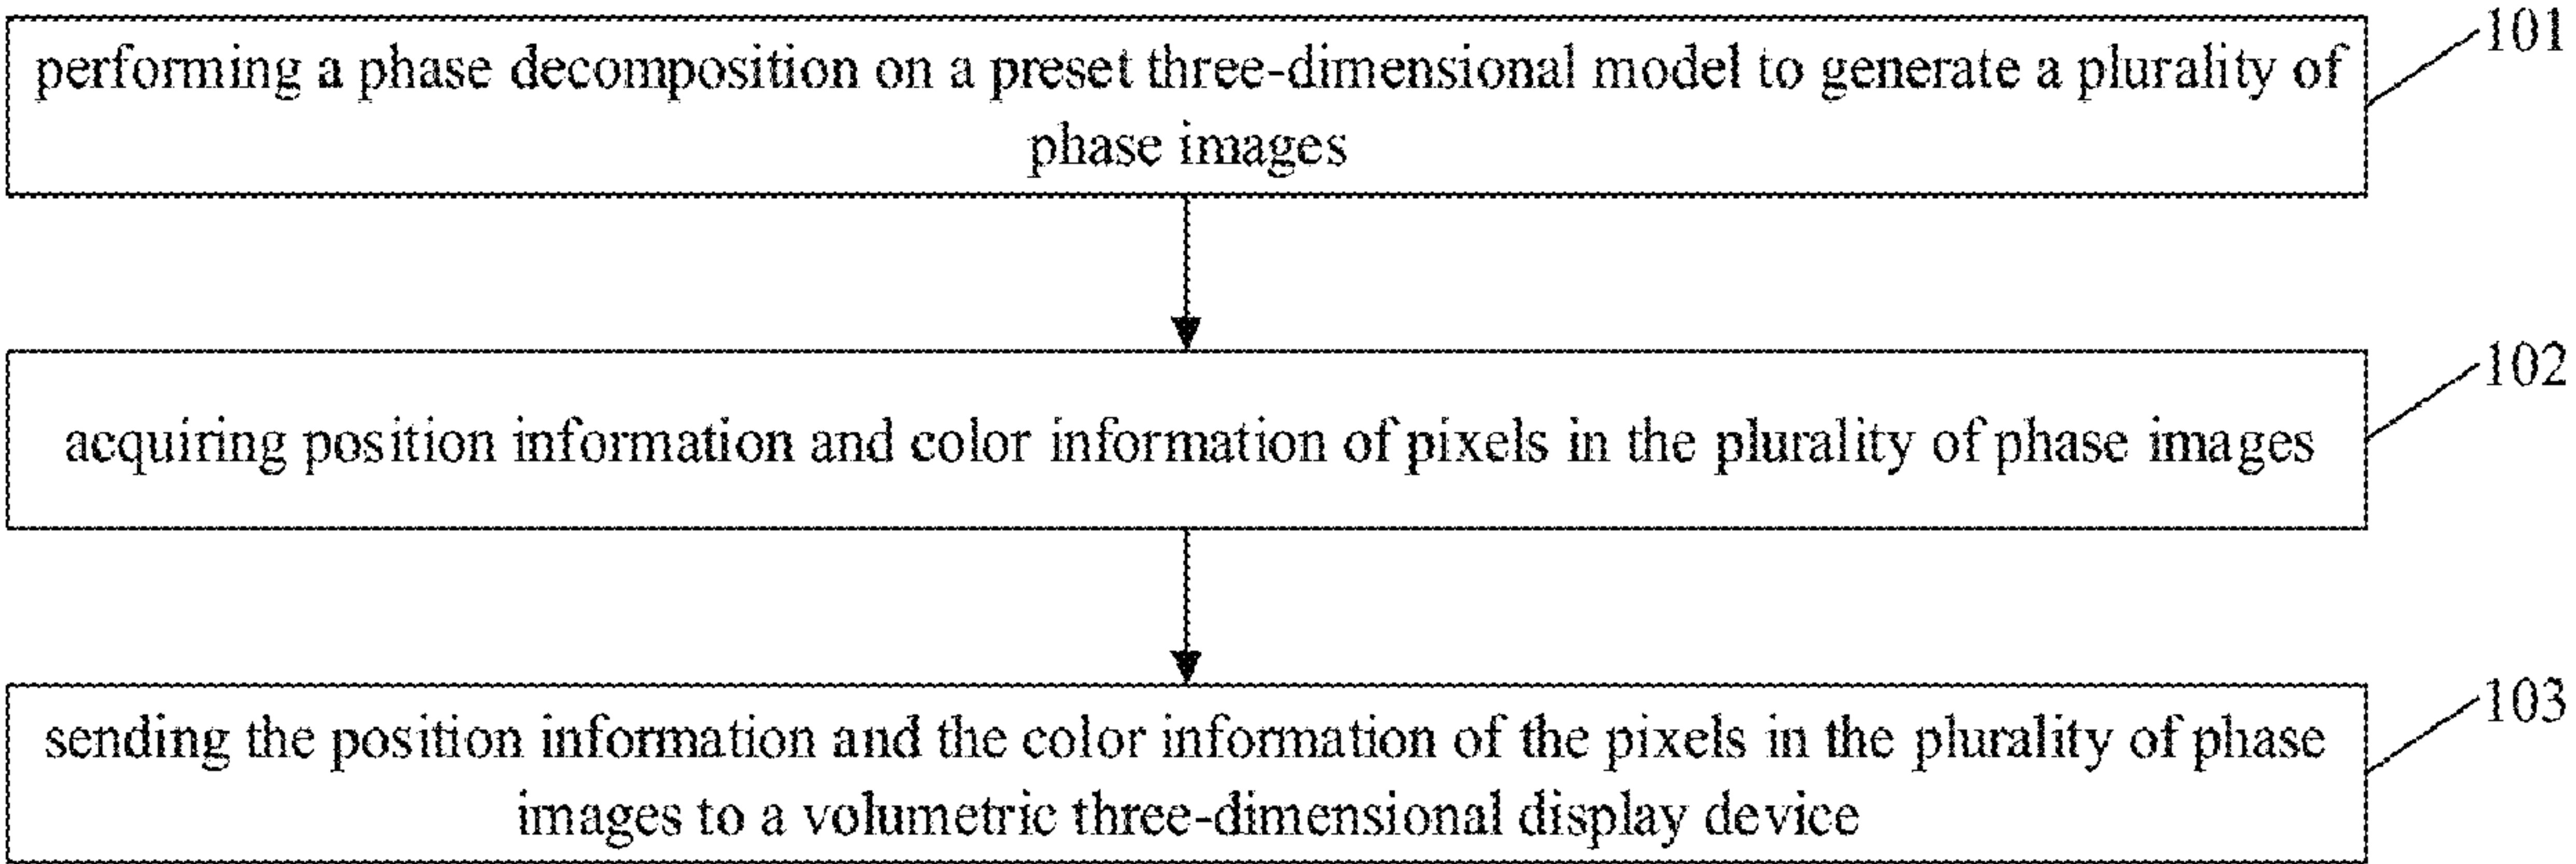 101
performing a phase decomposition on a preset three-dimensional model to generate a plurality of
phase images
102
acquiring position information and color information of pixels in the plurality of phase images
103
sending the position information and the color information of the pixels in the plurality of phase
images to a volumetric three-dimensional display device